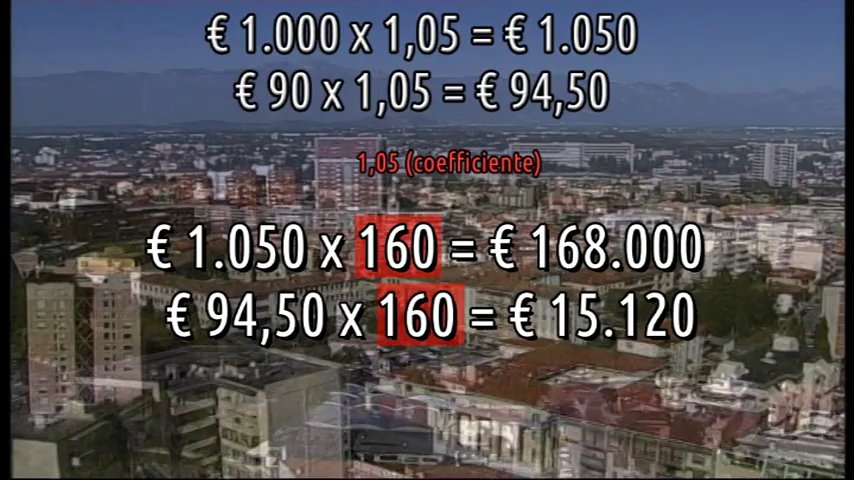 € 1.000 x 1,05 = € 1.050
€ 90 x 1,05 = € 94,50
1,05 (coefficiente)
€ 1.050 x 160 = € 168.000
€ 94,50 x 160 = € 15.120